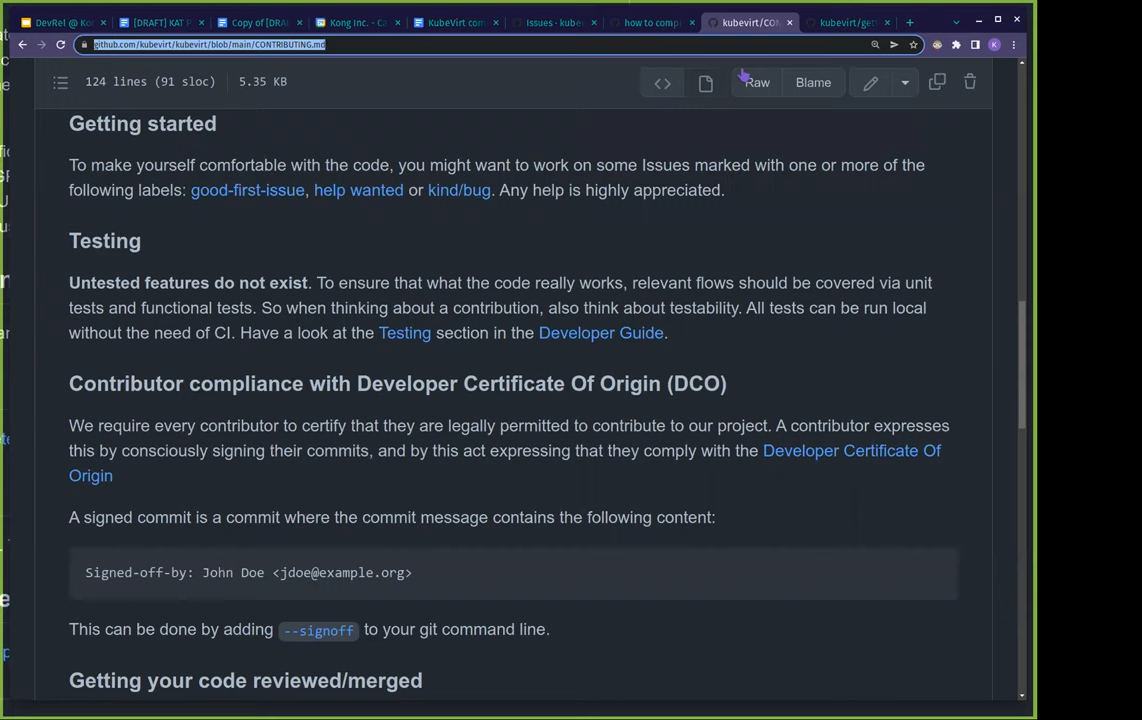 DevRel @ Kon
[DRAFT] KAT P
Copy of [DRA
Kong Inc. - Ca
KubeVirt com
Issues · kube
how to comp
kubevirt/CON
kubevirt/gett
github.com/kubevirt/kubevirt/blob/main/CONTRIBUTING.md
K
124 lines (91 sloc)
5.35 KB
Raw
Blame
Getting started
To make yourself comfortable with the code, you might want to work on some Issues marked with one or more of the
following labels: good-first-issue, help wanted or kind/bug. Any help is highly appreciated.
Testing
Untested features do not exist. To ensure that what the code really works, relevant flows should be covered via unit
tests and functional tests. So when thinking about a contribution, also think about testability. All tests can be run local
without the need of CI. Have a look at the Testing section in the Developer Guide.
Contributor compliance with Developer Certificate Of Origin (DCO)
We require every contributor to certify that they are legally permitted to contribute to our project. A contributor expresses
this by consciously signing their commits, and by this act expressing that they comply with the Developer Certificate Of
Origin
A signed commit is a commit where the commit message contains the following content:
Signed-off-by: John Doe <jdoe@example.org>
This can be done by adding --signoff to your git command line.
Getting your code reviewed/merged